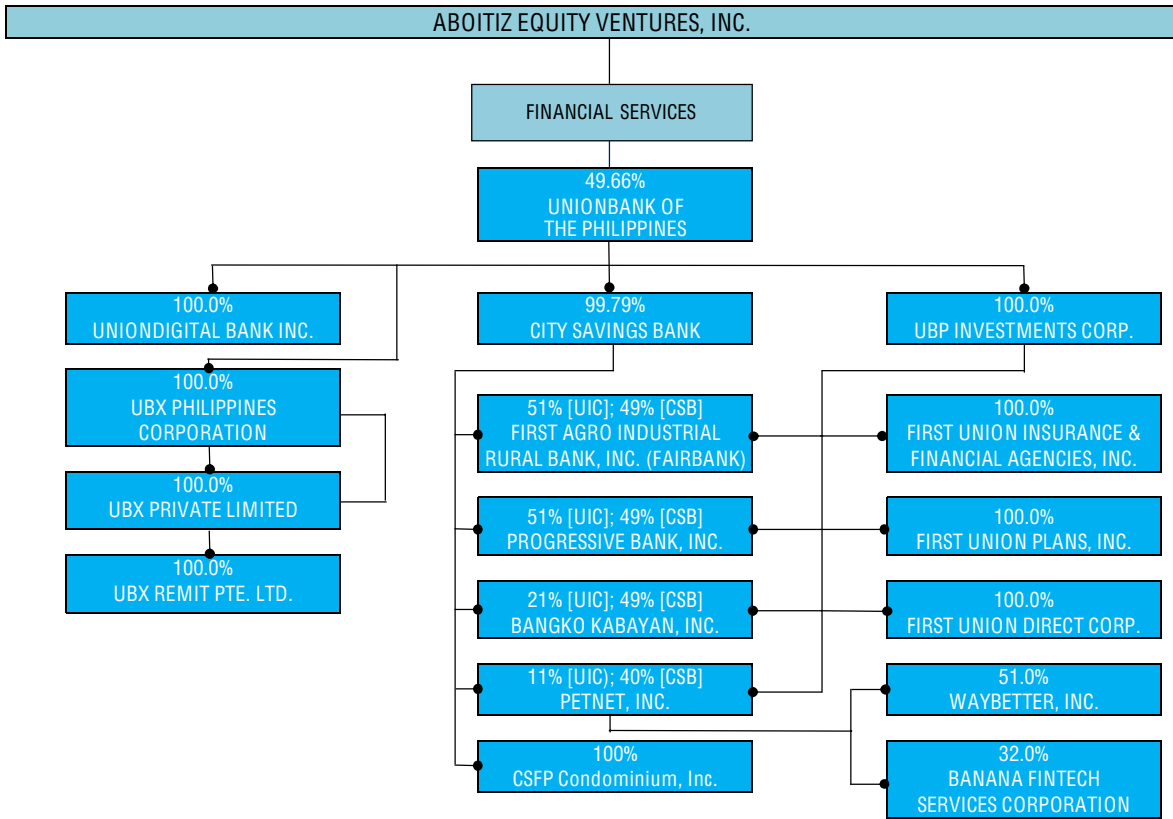 ABOITIZ EQUITY VENTURES, INC.
FINANCIAL SERVICES
49.66%
UNIONBANK OF
THE PHILIPPINES
100.0%
UNIONDIGITAL BANK INC.
99.79%
CITY SAVINGS BANK
100.0%
UBP INVESTMENTS CORP.
100.0%
UBX PHILIPPINES
CORPORATION
100.0%
UBX PRIVATE LIMITED
100.0%
UBX REMIT PTE. LTD.
51% [UIC]; 49% [CSB]
FIRST AGRO INDUSTRIAL
RURAL BANK, INC. (FAIRBANK)
51% [UIC]; 49% [CSB]
PROGRESSIVE BANK, INC.
21% [UIC]; 49% [CSB]
BANGKO KABAYAN, INC.
11% [UIC); 40% [CSB]
PETNET, INC.
100%
CSFP Condominium, Inc.
100.0%
FIRST UNION INSURANCE &
FINANCIAL AGENCIES, INC.
100.0%
FIRST UNION PLANS, INC.
100.0%
FIRST UNION DIRECT CORP.
51.0%
WAYBETTER, INC.
32.0%
BANANA FINTECH
SERVICES CORPORATION